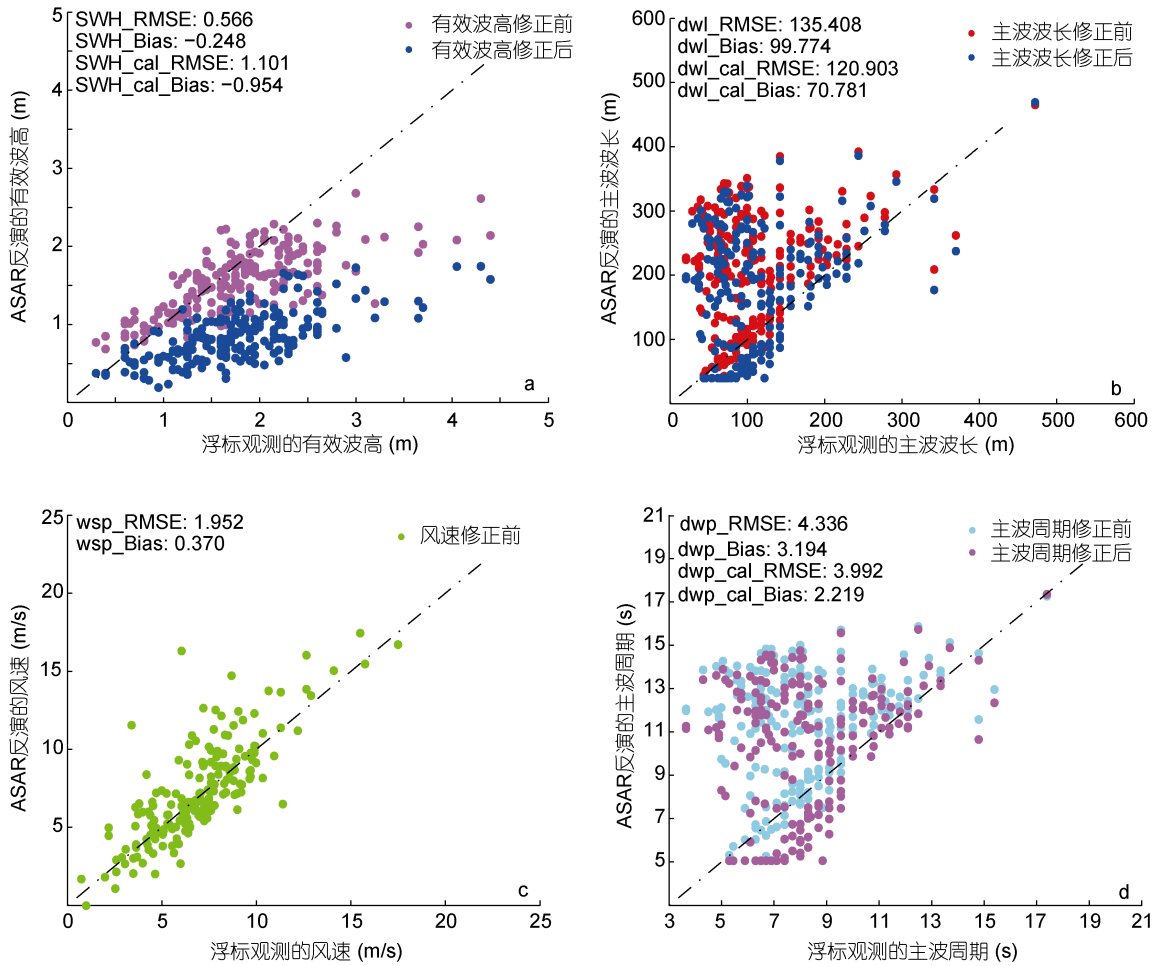 SWH_RMSE: 0.566
SWH_Bias: −0.248
SWH_cal_RMSE: 1.101
SWH_cal_Bias: −0.954
有效波高修正前
有效波高修正后
5
4
3
2
1
0
1
2
3
4
5
ASAR反演的有效波高 (m)
浮标观测的有效波高 (m)
a
dwl_RMSE: 135.408
dwl_Bias: 99.774
dwl_cal_RMSE: 120.903
dwl_cal_Bias: 70.781
主波波长修正前
主波波长修正后
600
500
400
300
200
100
0
100
200
300
400
500
600
ASAR反演的主波波长 (m)
浮标观测的主波波长 (m)
b
wsp_RMSE: 1.952
wsp_Bias: 0.370
风速修正前
25
20
15
10
5
0
5
10
15
20
25
ASAR反演的风速 (m/s)
浮标观测的风速 (m/s)
c
dwp_RMSE: 4.336
dwp_Bias: 3.194
dwp_cal_RMSE: 3.992
dwp_cal_Bias: 2.219
主波周期修正前
主波周期修正后
21
19
17
15
13
11
9
7
5
3
5
7
9
11
13
15
17
19
21
ASAR反演的主波周期 (s)
浮标观测的主波周期 (s)
d